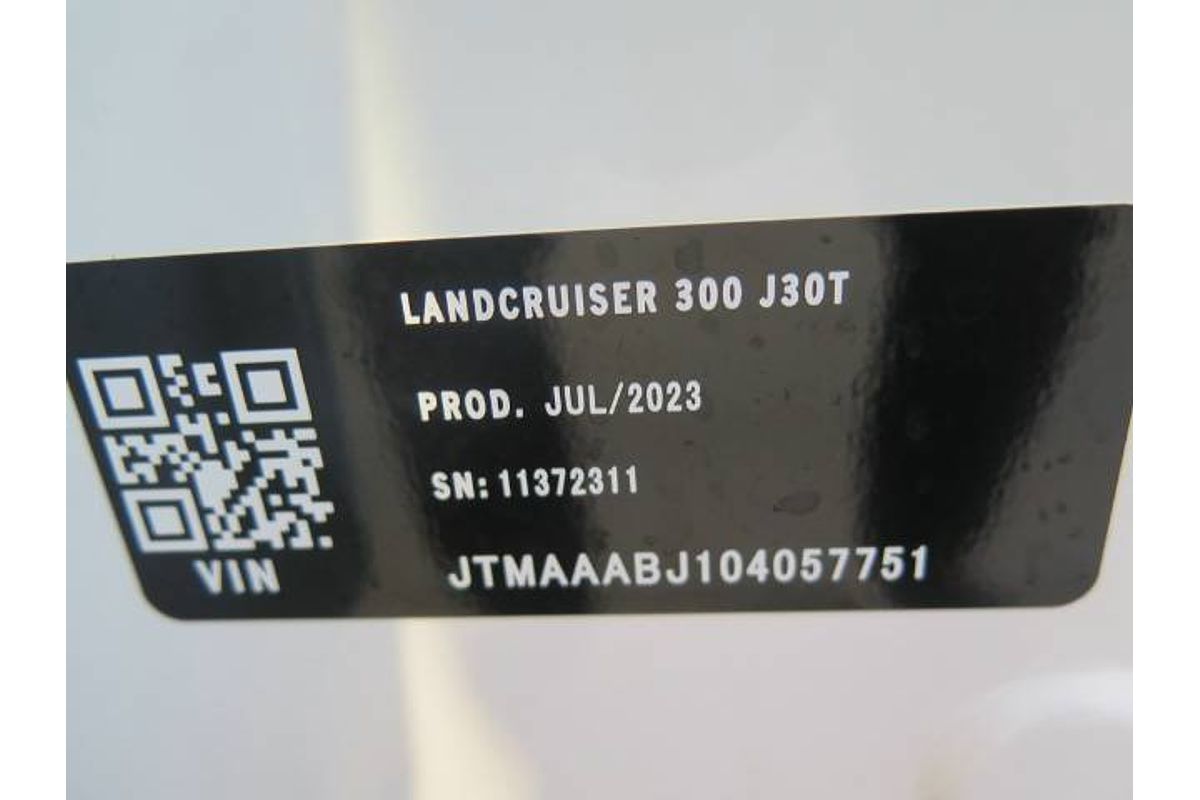 LANDCRUISER 300 J30T
PROD. JUL/2023
SN: 11372311
VIN
JTMAAABJ104057751